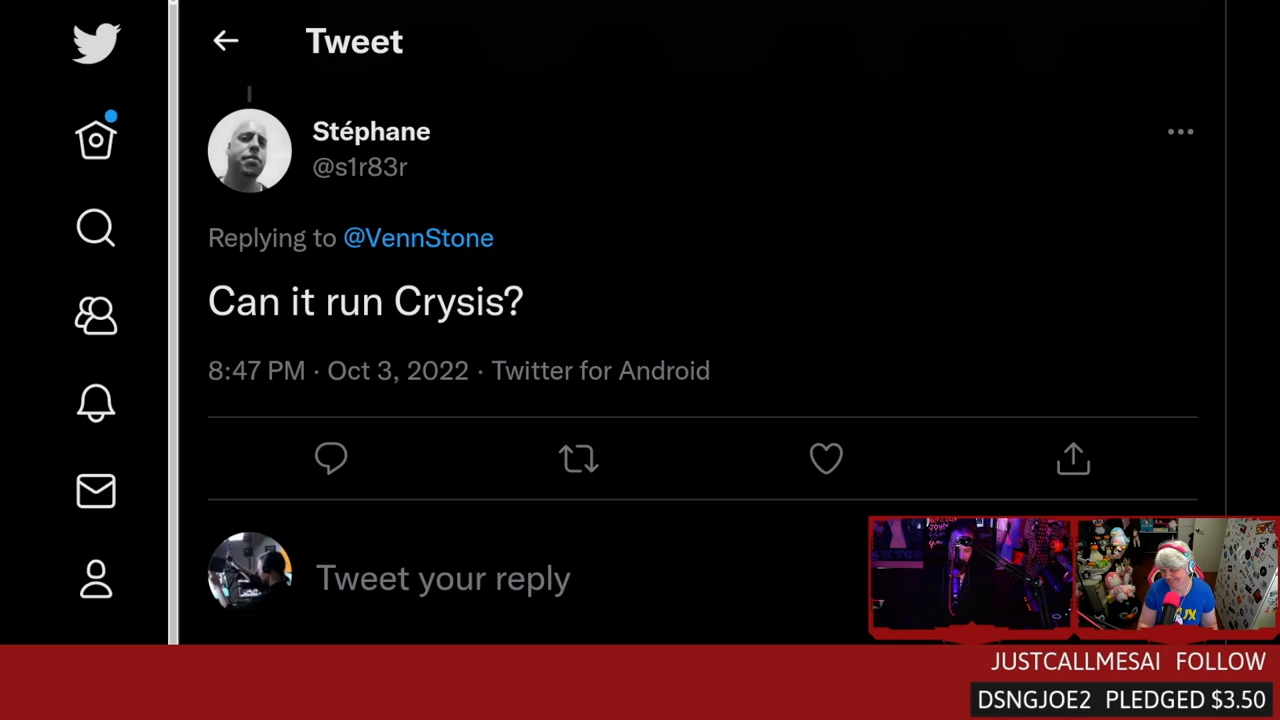 Tweet
Stéphane
@s1r83r
Replying to @VennStone
Can it run Crysis?
8:47 PM · Oct 3, 2022 · Twitter for Android
Tweet your reply
JUSTCALLMESAI FOLLOW
DSNGJOE2 PLEDGED $3.50